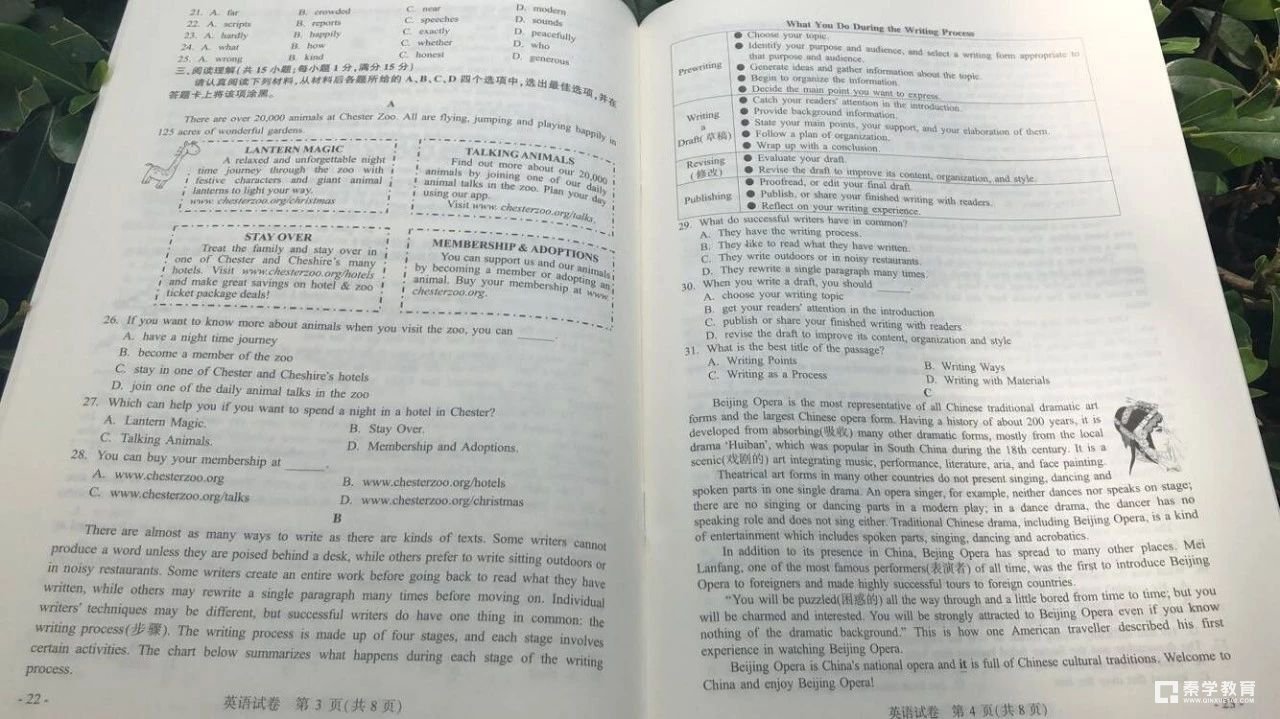 21. A. far B. crowded C. near D. modern
22. A. scripts B. reports C. speeches D. sounds
23. A. hardly B. happily C. exactly D. peacefully
24. A. what B. how C. whether D. who
25. A. wrong B. kind C. honest D. generous
三、阅读理解(共15小题;每小题1分,满分15分)
请认真阅读下列材料,从材料后各题所给的A、B、C、D四个选项中,选出最佳选项,并在
答题卡上将该项涂黑。
A
There are over 20,000 animals at Chester Zoo. All are flying, jumping and playing happily in
125 acres of wonderful gardens.
LANTERN MAGIC
A relaxed and unforgettable night
time journey through the zoo with
festive characters and giant animal
lanterns to light your way.
www.chesterzoo.org/christmas
TALKING ANIMALS
Find out more about our 20,000
animals by joining one of our daily
animal talks in the zoo. Plan your day
using our app.
Visit www.chesterzoo.org/talks.
STAY OVER
Treat the family and stay over in
one of Chester and Cheshire's many
hotels. Visit www.chesterzoo.org/hotels
and make great savings on hotel & zoo
ticket package deals!
MEMBERSHIP & ADOPTIONS
You can support us and our animals
by becoming a member or adopting an
animal. Buy your membership at www.
chesterzoo.org.
26. If you want to know more about animals when you visit the zoo, you can ______.
A. have a night time journey
B. become a member of the zoo
C. stay in one of Chester and Cheshire's hotels
D. join one of the daily animal talks in the zoo
27. Which can help you if you want to spend a night in a hotel in Chester?
A. Lantern Magic. B. Stay Over.
C. Talking Animals. D. Membership and Adoptions.
28. You can buy your membership at ______.
A. www.chesterzoo.org B. www.chesterzoo.org/hotels
C. www.chesterzoo.org/talks D. www.chesterzoo.org/christmas
B
There are almost as many ways to write as there are kinds of texts. Some writers cannot
produce a word unless they are poised behind a desk, while others prefer to write sitting outdoors or
in noisy restaurants. Some writers create an entire work before going back to read what they have
written, while others may rewrite a single paragraph many times before moving on. Individual
writers' techniques may be different, but successful writers do have one thing in common: the
writing process(步骤). The writing process is made up of four stages, and each stage involves
certain activities. The chart below summarizes what happens during each stage of the writing
process.
- 22 -
英语试卷 第 3 页(共 8 页)
What You Do During the Writing Process
Prewriting
● Choose your topic.
● Identify your purpose and audience, and select a writing form appropriate to
that purpose and audience.
● Generate ideas and gather information about the topic.
● Begin to organize the information.
● Decide the main point you want to express.
Writing
a
Draft(草稿)
● Catch your readers' attention in the introduction.
● Provide background information.
● State your main points, your support, and your elaboration of them.
● Follow a plan of organization.
● Wrap up with a conclusion.
Revising
(修改)
● Evaluate your draft.
● Revise the draft to improve its content, organization, and style.
Publishing
● Proofread, or edit your final draft.
● Publish, or share your finished writing with readers.
● Reflect on your writing experience.
29. What do successful writers have in common?
A. They have the writing process.
B. They like to read what they have written.
C. They write outdoors or in noisy restaurants.
D. They rewrite a single paragraph many times.
30. When you write a draft, you should ______.
A. choose your writing topic
B. get your readers' attention in the introduction
C. publish or share your finished writing with readers
D. revise the draft to improve its content, organization and style
31. What is the best title of the passage?
A. Writing Points B. Writing Ways
C. Writing as a Process D. Writing with Materials
C
Beijing Opera is the most representative of all Chinese traditional dramatic art
forms and the largest Chinese opera form. Having a history of about 200 years, it is
developed from absorbing(吸收) many other dramatic forms, mostly from the local
drama 'Huiban', which was popular in South China during the 18th century. It is a
scenic(戏剧的) art integrating music, performance, literature, aria, and face painting.
Theatrical art forms in many other countries do not present singing, dancing and
spoken parts in one single drama. An opera singer, for example, neither dances nor speaks on stage;
there are no singing or dancing parts in a modern play; in a dance drama, the dancer has no
speaking role and does not sing either. Traditional Chinese drama, including Beijing Opera, is a kind
of entertainment which includes spoken parts, singing, dancing and acrobatics.
In addition to its presence in China, Bejing Opera has spread to many other places. Mei
Lanfang, one of the most famous performers(表演者) of all time, was the first to introduce Beijing
Opera to foreigners and made highly successful tours to foreign countries.
"You will be puzzled(困惑的) all the way through and a little bored from time to time, but you
will be charmed and interested. You will be strongly attracted to Beijing Opera even if you know
nothing of the dramatic background." This is how one American traveller described his first
experience in watching Beijing Opera.
Beijing Opera is China's national opera and it is full of Chinese cultural traditions. Welcome to
China and enjoy Beijing Opera!
英语试卷 第 4 页(共 8 页)
- 23 -
秦学教育